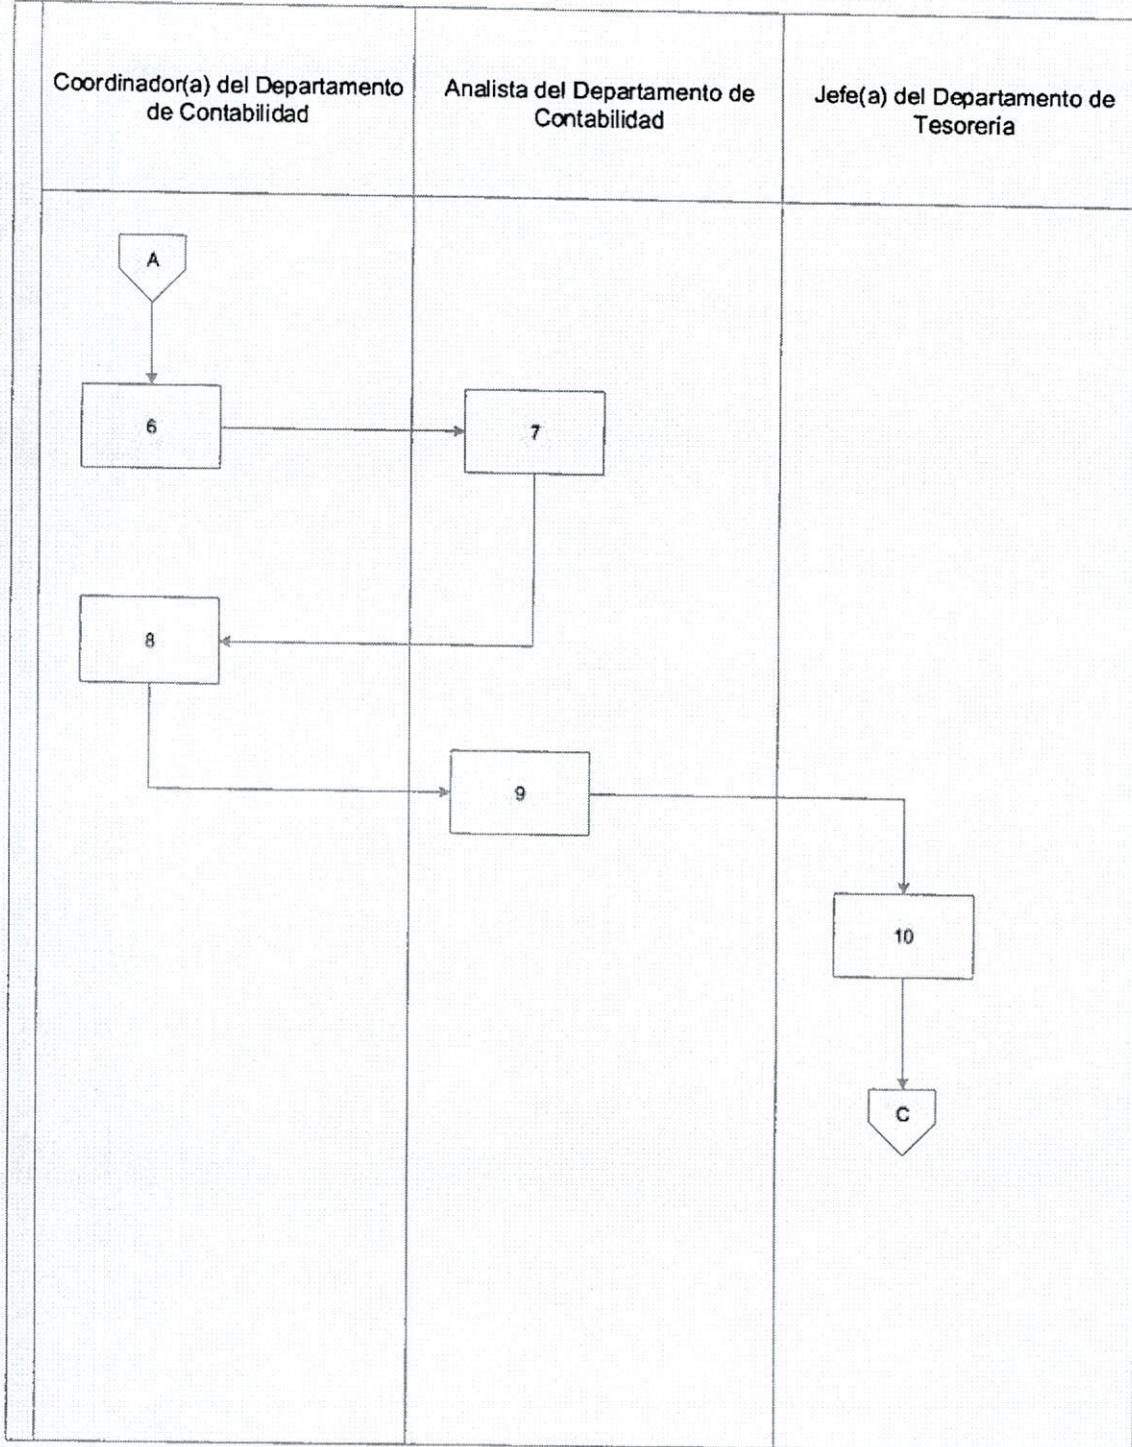 Coordinador(a) del Departamento
de Contabilidad
Analista del Departamento de
Contabilidad
Jefe(a) del Departamento de
Tesorería
A
6
7
8
9
10
C